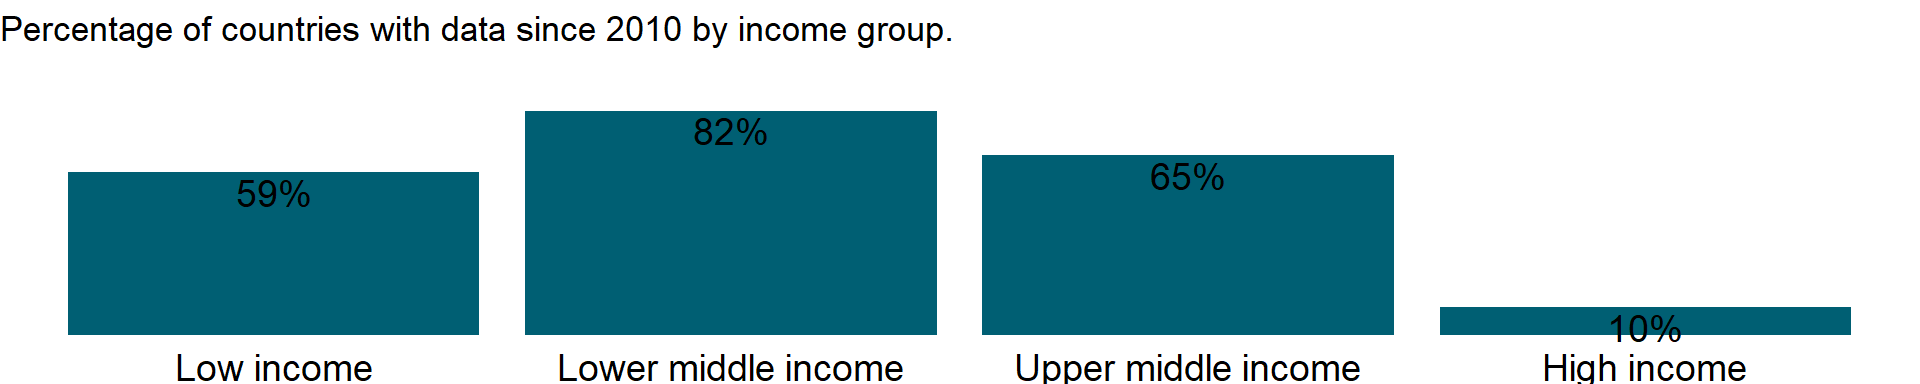 Percentage of countries with data since 2010 by income group.
82%
65%
59%
10%
Low income Lower middle income Upper middle income High income